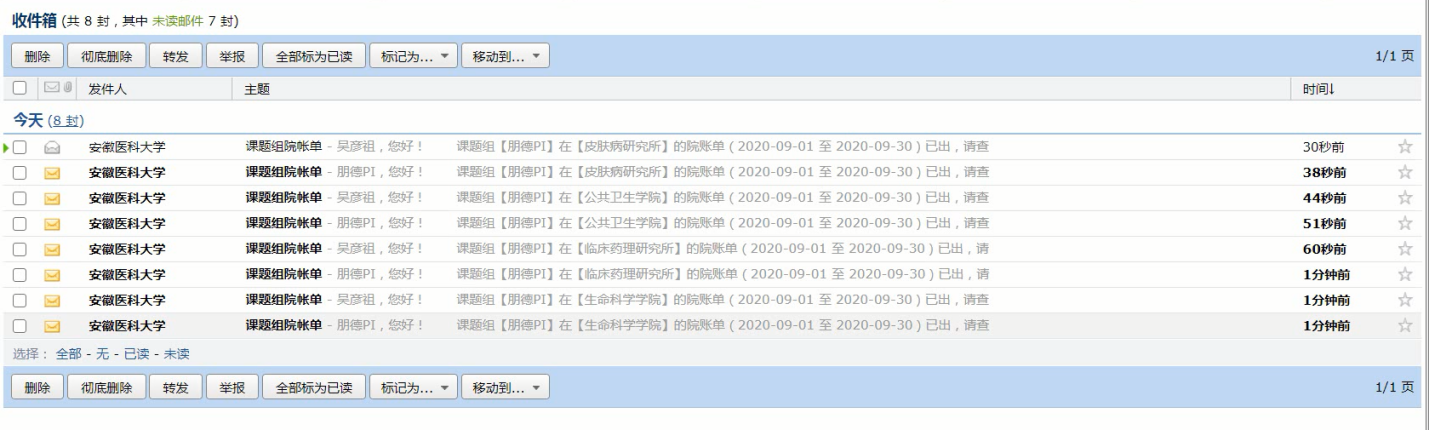 收件箱 (共 8 封，其中 未读邮件 7 封)
删除 彻底删除 转发 举报 全部标为已读 标记为... 移动到... 1/1 页
发件人 主题 时间↓
今天 (8 封)
安徽医科大学 课题组院帐单 - 吴彦祖，您好！ 课题组【朋德PI】在【皮肤病研究所】的院账单（2020-09-01 至 2020-09-30）已出，请查 30秒前
安徽医科大学 课题组院帐单 - 朋德PI，您好！ 课题组【朋德PI】在【皮肤病研究所】的院账单（2020-09-01 至 2020-09-30）已出，请查 38秒前
安徽医科大学 课题组院帐单 - 吴彦祖，您好！ 课题组【朋德PI】在【公共卫生学院】的院账单（2020-09-01 至 2020-09-30）已出，请查 44秒前
安徽医科大学 课题组院帐单 - 朋德PI，您好！ 课题组【朋德PI】在【公共卫生学院】的院账单（2020-09-01 至 2020-09-30）已出，请查 51秒前
安徽医科大学 课题组院帐单 - 吴彦祖，您好！ 课题组【朋德PI】在【临床药理研究所】的院账单（2020-09-01 至 2020-09-30）已出，请 60秒前
安徽医科大学 课题组院帐单 - 朋德PI，您好！ 课题组【朋德PI】在【临床药理研究所】的院账单（2020-09-01 至 2020-09-30）已出，请 1分钟前
安徽医科大学 课题组院帐单 - 吴彦祖，您好！ 课题组【朋德PI】在【生命科学学院】的院账单（2020-09-01 至 2020-09-30）已出，请查 1分钟前
安徽医科大学 课题组院帐单 - 朋德PI，您好！ 课题组【朋德PI】在【生命科学学院】的院账单（2020-09-01 至 2020-09-30）已出，请查 1分钟前
选择： 全部 - 无 - 已读 - 未读
删除 彻底删除 转发 举报 全部标为已读 标记为... 移动到... 1/1 页